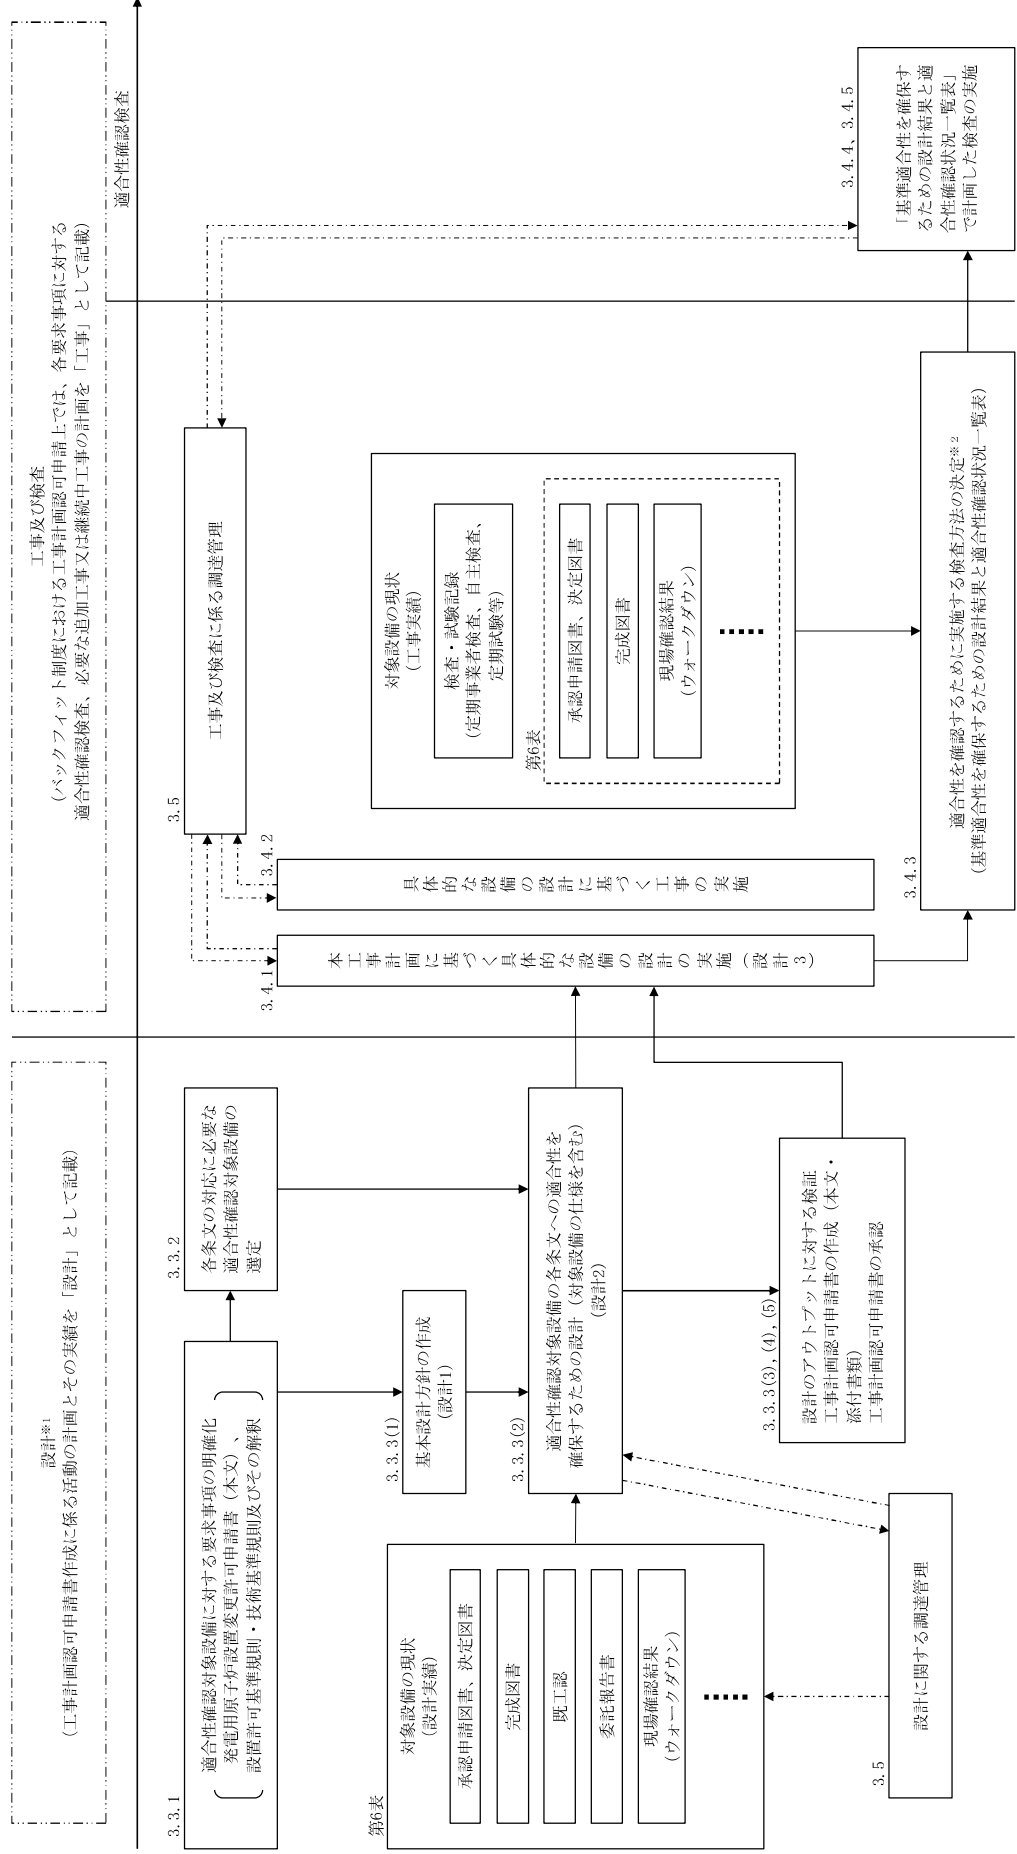 設計※1
(工事計画認可申請書作成に係る活動の計画とその実績を「設計」として記載)
工事及び検査
(バックフィット制度における工事計画認可申請上では、各要求事項に対する
適合性確認検査、必要な追加工事又は継続中工事の計画を「工事」として記載)
適合性確認検査
3.3.1
適合性確認対象設備に対する要求事項の明確化
発電用原子炉設置変更許可申請書（本文）、
設置許可基準規則・技術基準規則及びその解釈
3.3.2
各条文の対応に必要な
適合性確認対象設備の
選定
3.3.3(1)
基本設計方針の作成
(設計1)
第6表
対象設備の現状
(設計実績)
承認申請図書、決定図書
完成図書
既工認
委託報告書
現場確認結果
(ウォークダウン)
3.3.3(2)
適合性確認対象設備の各条文への適合性を
確保するための設計（対象設備の仕様を含む）
(設計2)
3.3.3(3),(4),(5)
設計のアウトプットに対する検証
工事計画認可申請書の作成（本文・
添付書類）
工事計画認可申請書の承認
3.5
設計に関する調達管理
3.4.1
本工事計画に基づく具体的な設備の設計の実施（設計3）
3.4.2
具体的な設備の設計に基づく工事の実施
3.5
工事及び検査に係る調達管理
対象設備の現状
(工事実績)
検査・試験記録
(定期事業者検査、自主検査、
定期試験等)
第6表
承認申請図書、決定図書
完成図書
現場確認結果
(ウォークダウン)
3.4.3
適合性を確認するために実施する検査方法の決定※2
(基準適合性を確保するための設計結果と適合性確認状況一覧表)
3.4.4、3.4.5
「基準適合性を確保す
るための設計結果と適
合性確認状況一覧表」
で計画した検査の実施